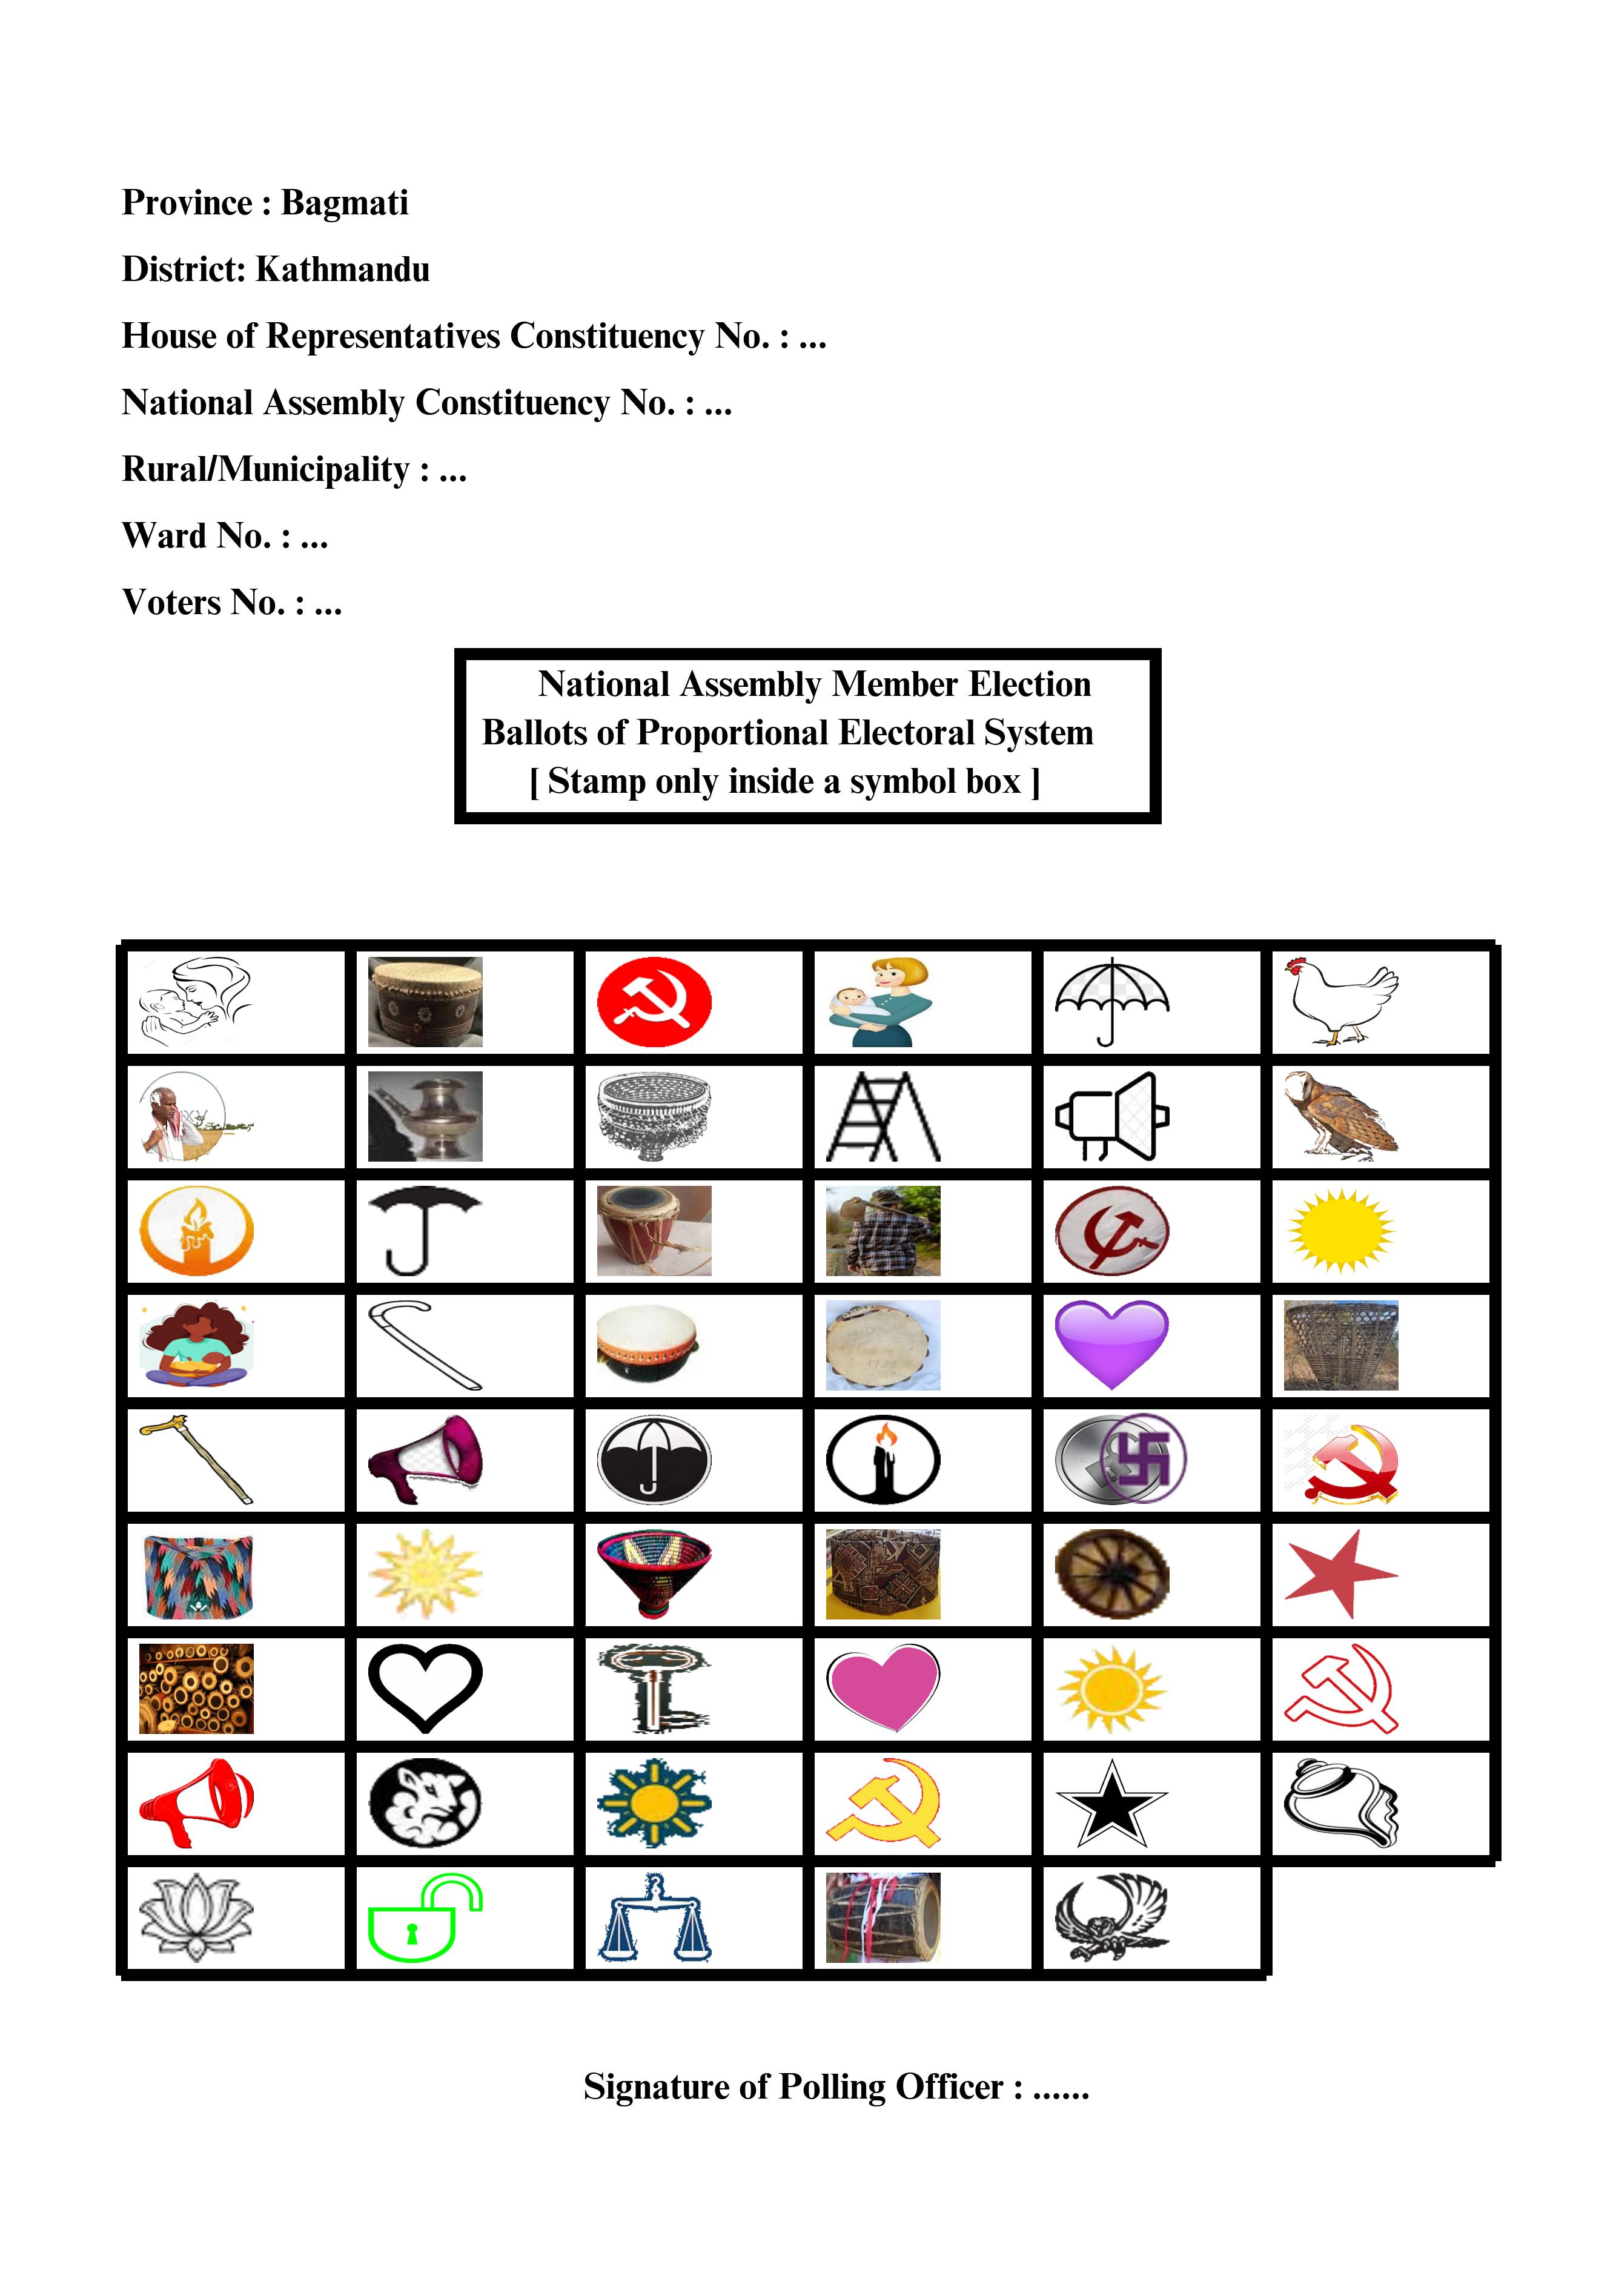 Province : Bagmati
District: Kathmandu
House of Representatives Constituency No. : ...
National Assembly Constituency No. : ...
Rural/Municipality : ...
Ward No. : ...
Voters No. : ...
National Assembly Member Election
Ballots of Proportional Electoral System
[ Stamp only inside a symbol box ]
Signature of Polling Officer : ......